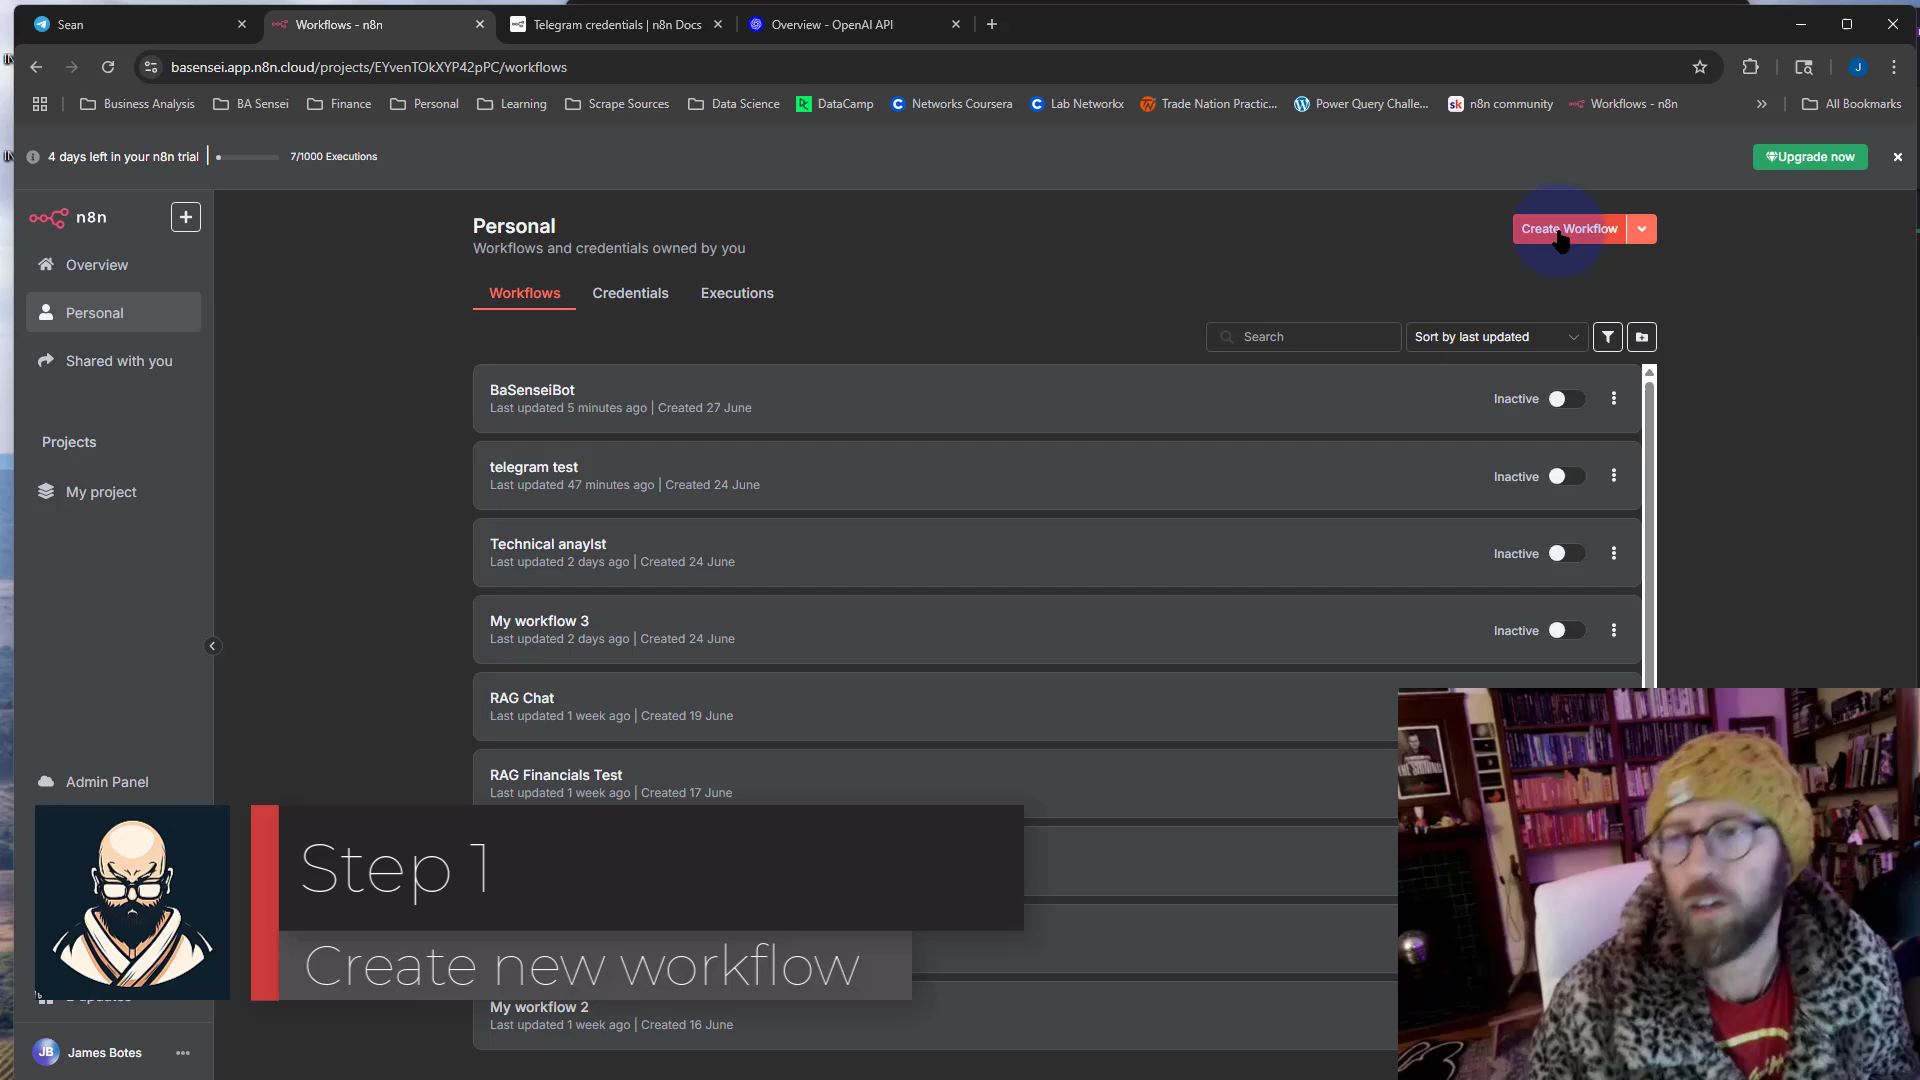 Sean
Workflows - n8n
Telegram credentials | n8n Docs
Overview - OpenAI API
basensei.app.n8n.cloud/projects/EYvenTOkXYP42pPC/workflows
J
Business Analysis
BA Sensei
Finance
Personal
Learning
Scrape Sources
Data Science
DataCamp
Networks Coursera
Lab Networkx
Trade Nation Practic...
Power Query Challe...
n8n community
Workflows - n8n
All Bookmarks
4 days left in your n8n trial
7/1000 Executions
Upgrade now
n8n
Overview
Personal
Shared with you
Projects
My project
Admin Panel
James Botes
JB
Personal
Workflows and credentials owned by you
Create Workflow
Workflows
Credentials
Executions
Search
Sort by last updated
BaSenseiBot
Last updated 5 minutes ago | Created 27 June
Inactive
telegram test
Last updated 47 minutes ago | Created 24 June
Inactive
Technical anaylst
Last updated 2 days ago | Created 24 June
Inactive
My workflow 3
Last updated 2 days ago | Created 24 June
Inactive
RAG Chat
Last updated 1 week ago | Created 19 June
RAG Financials Test
Last updated 1 week ago | Created 17 June
Step 1
Create new workflow
My workflow 2
Last updated 1 week ago | Created 16 June